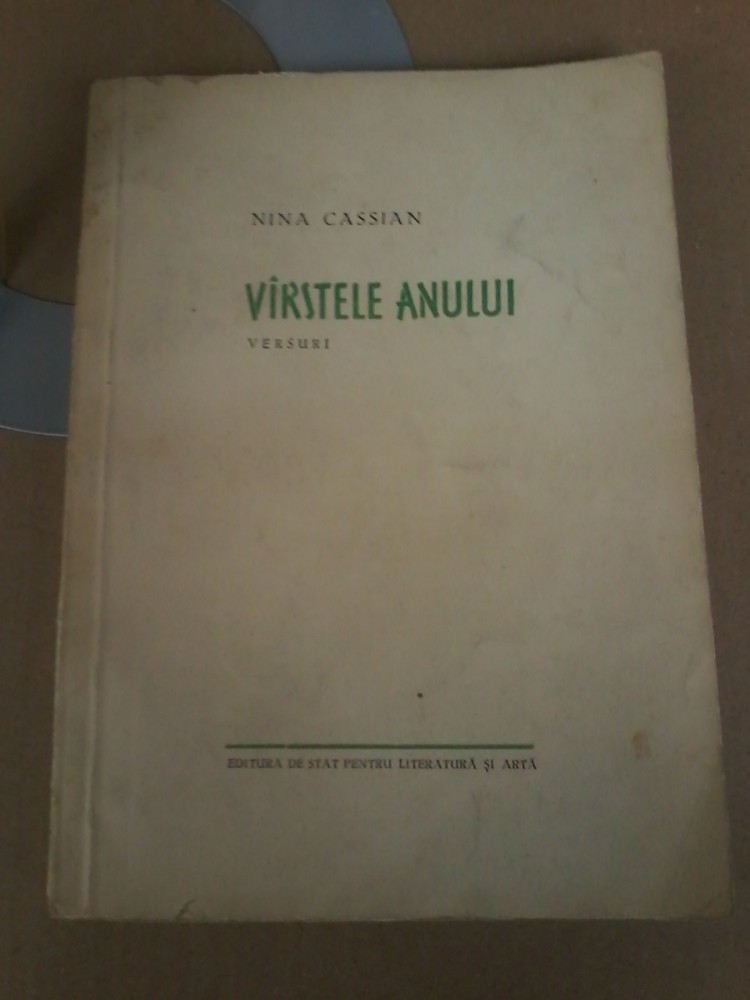 NINA CASSIAN
VÎRSTELE ANULUI
VERSURI
EDITURA DE STAT PENTRU LITERATURĂ ȘI ARTĂ